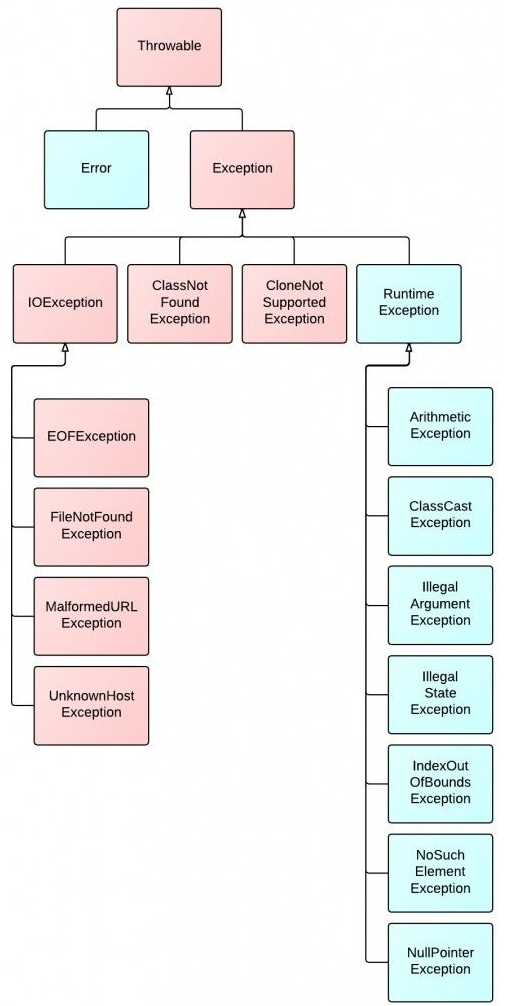 Throwable
Error
Exception
IOException
ClassNot
Found
Exception
CloneNot
Supported
Exception
Runtime
Exception
EOFException
FileNotFound
Exception
MalformedURL
Exception
UnknownHost
Exception
Arithmetic
Exception
ClassCast
Exception
Illegal
Argument
Exception
Illegal
State
Exception
IndexOut
OfBounds
Exception
NoSuch
Element
Exception
NullPointer
Exception